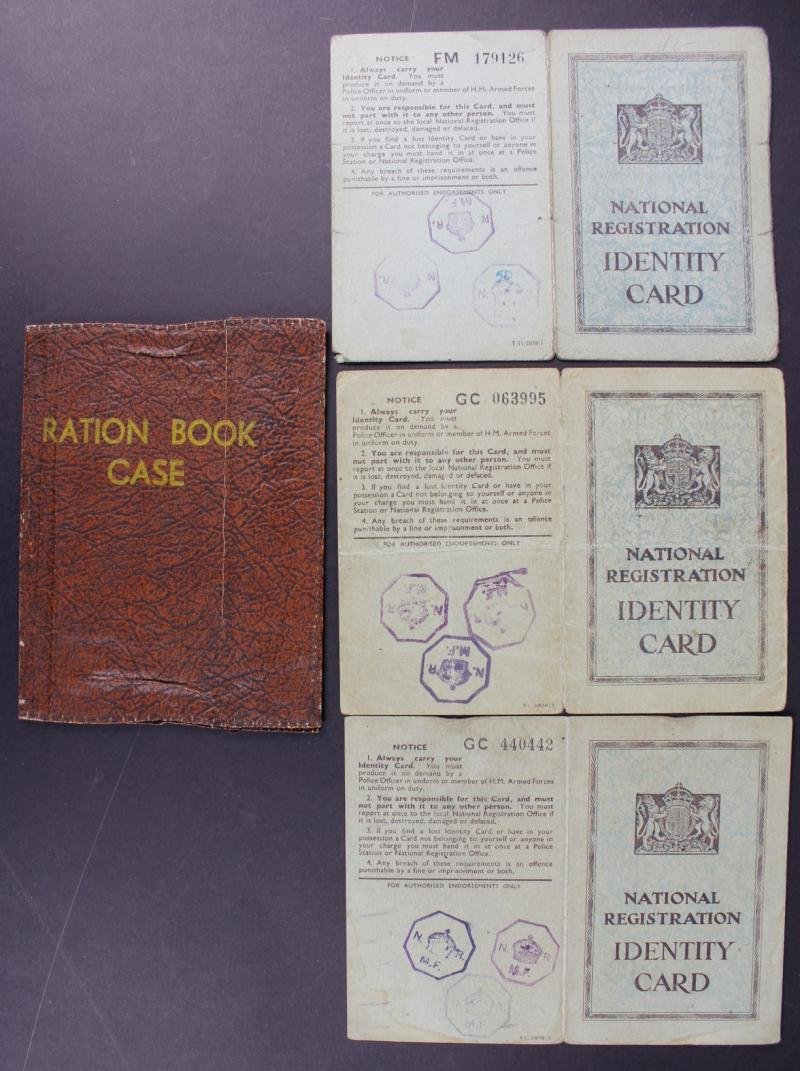 RATION BOOK
CASE
NOTICE FM 179126
1. Always carry your
Identity Card. You must
produce it on demand by a
Police Officer in uniform or member of H.M. Armed Forces
in uniform on duty.
2. You are responsible for this Card, and must
not part with it to any other person. You must
report at once to the local National Registration Office if
it is lost, destroyed, damaged or defaced.
3. If you find a lost Identity Card or have in your
possession a Card not belonging to yourself or anyone in
your charge you must hand it in at once at a Police
Station or National Registration Office.
4. Any breach of these requirements is an offence
punishable by a fine or imprisonment or both.
FOR AUTHORISED ENDORSEMENTS ONLY
N. R.
M.F.
N. R.
N.
NATIONAL
REGISTRATION
IDENTITY
CARD
NOTICE GC 063995
1. Always carry your
Identity Card. You must
produce it on demand by a
Police Officer in uniform or member of H.M. Armed Forces
in uniform on duty.
2. You are responsible for this Card, and must
not part with it to any other person. You must
report at once to the local National Registration Office if
it is lost, destroyed, damaged or defaced.
3. If you find a lost Identity Card or have in your
possession a Card not belonging to yourself or anyone in
your charge you must hand it in at once at a Police
Station or National Registration Office.
4. Any breach of these requirements is an offence
punishable by a fine or imprisonment or both.
FOR AUTHORISED ENDORSEMENTS ONLY
N. R.
M.F.
N.
M.F.
N. R.
M.F.
NATIONAL
REGISTRATION
IDENTITY
CARD
NOTICE GC 440442
1. Always carry your
Identity Card. You must
produce it on demand by a
Police Officer in uniform or member of H.M. Armed Forces
in uniform on duty.
2. You are responsible for this Card, and must
not part with it to any other person. You must
report at once to the local National Registration Office if
it is lost, destroyed, damaged or defaced.
3. If you find a lost Identity Card or have in your
possession a Card not belonging to yourself or anyone in
your charge you must hand it in at once at a Police
Station or National Registration Office.
4. Any breach of these requirements is an offence
punishable by a fine or imprisonment or both.
FOR AUTHORISED ENDORSEMENTS ONLY
N. R.
M.F.
N. R.
M.F.
M.F.
NATIONAL
REGISTRATION
IDENTITY
CARD